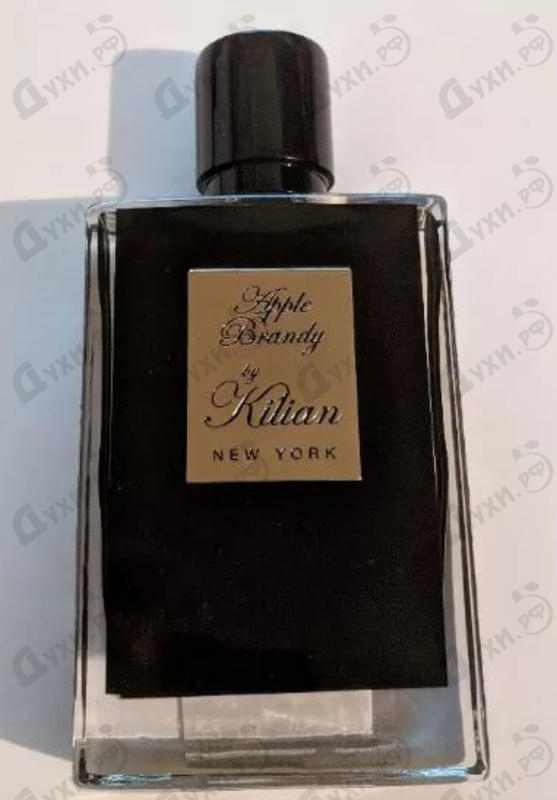 Apple
Brandy
by
Kilian
NEW YORK
Духи.РФ